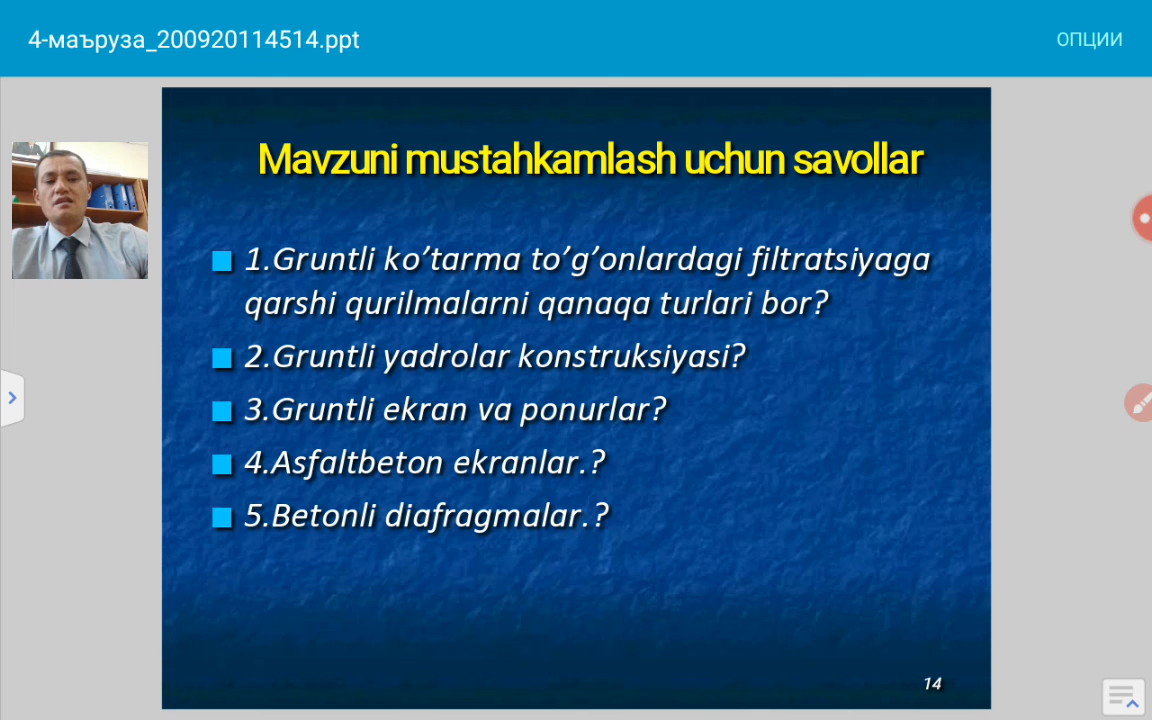 4-маъруза_200920114514.ppt
ОПЦИИ
Mavzuni mustahkamlash uchun savollar
1.Gruntli ko’tarma to’g’onlardagi filtratsiyaga
qarshi qurilmalarni qanaqa turlari bor?
2.Gruntli yadrolar konstruksiyasi?
3.Gruntli ekran va ponurlar?
4.Asfaltbeton ekranlar.?
5.Betonli diafragmalar.?
14